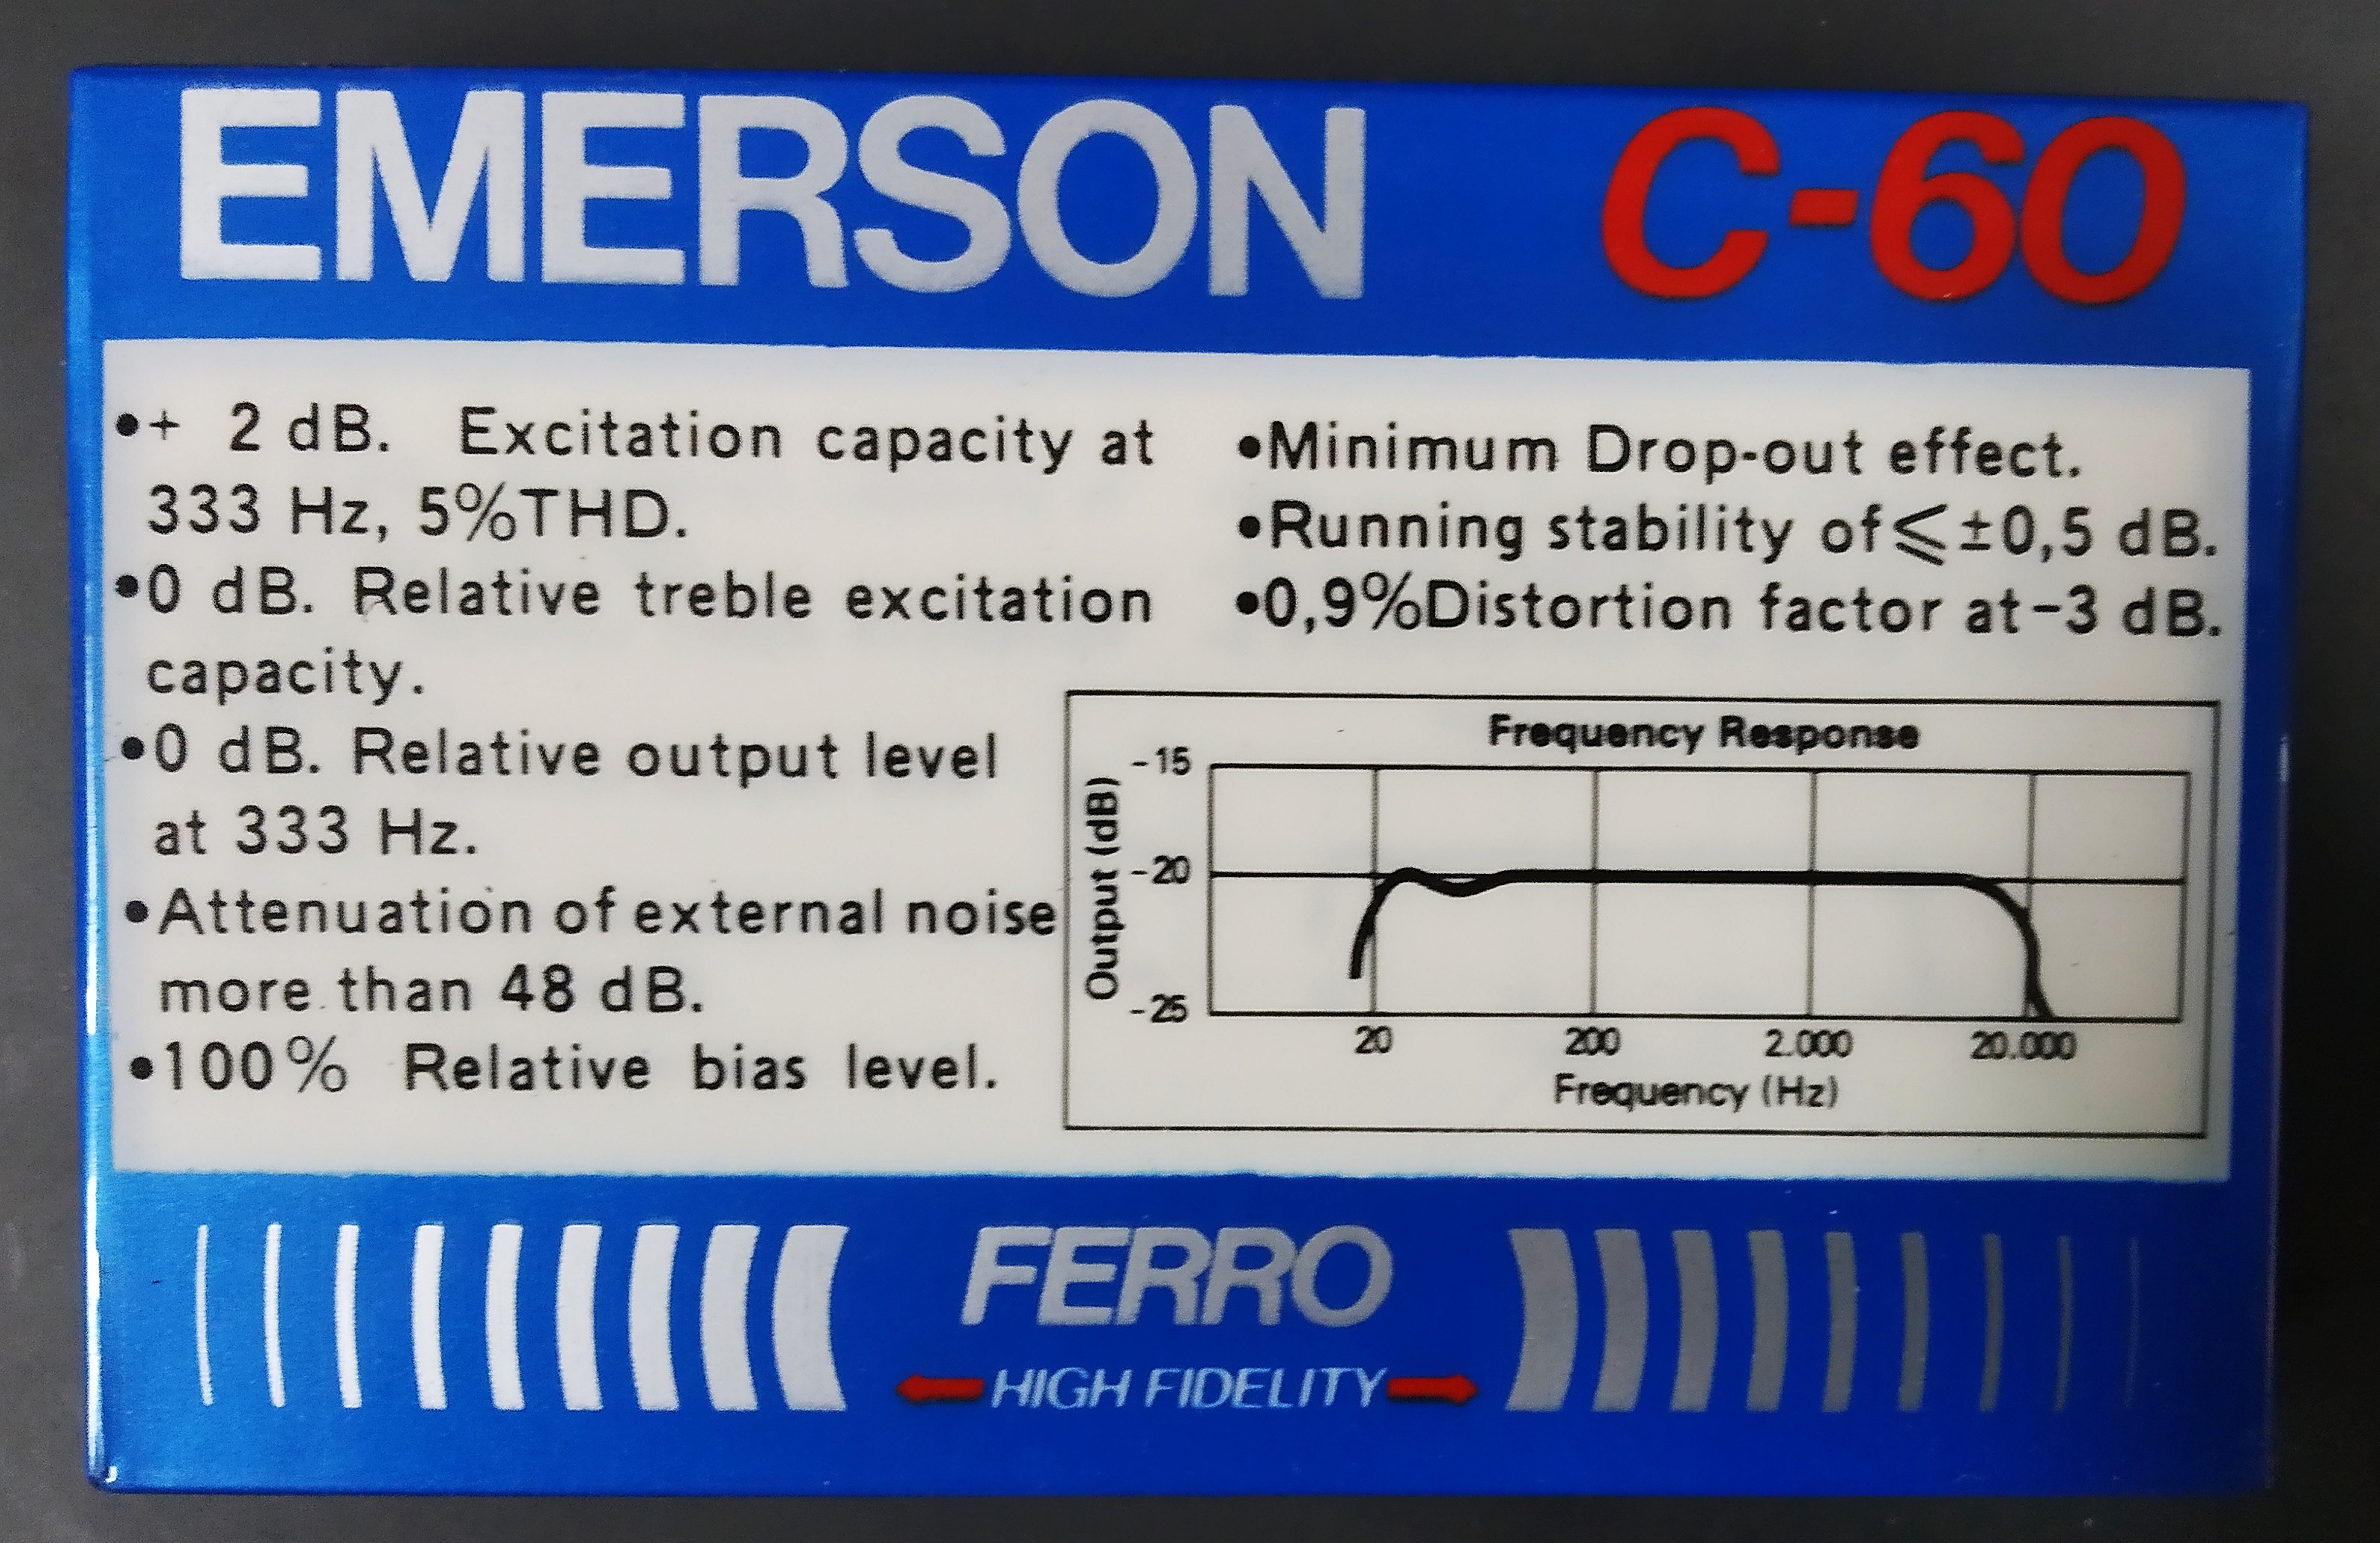 EMERSON C-60
•+ 2 dB. Excitation capacity at
333 Hz, 5%THD.
•0 dB. Relative treble excitation
capacity.
•0 dB. Relative output level
at 333 Hz.
•Attenuation of external noise
more than 48 dB.
•100% Relative bias level.
•Minimum Drop-out effect.
•Running stability of⩽±0,5 dB.
•0,9%Distortion factor at-3 dB.
Frequency Response
Output (dB)
-15
-20
-25
20 200 2.000 20.000
Frequency (Hz)
FERRO
HIGH FIDELITY